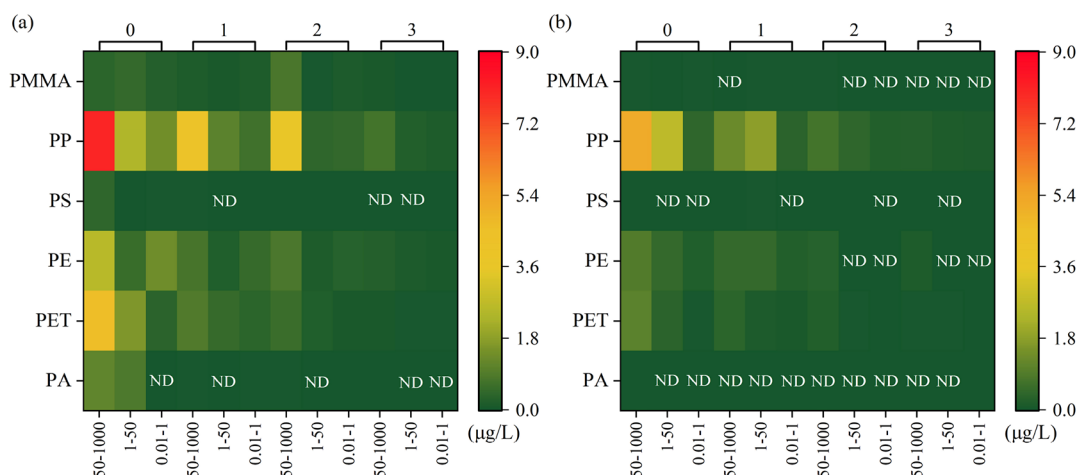 (a)
0 1 2 3
PMMA
PP
PS ND ND ND
PE
PET
PA ND ND ND ND ND
50-1000 1-50 0.01-1 50-1000 1-50 0.01-1 50-1000 1-50 0.01-1 50-1000 1-50 0.01-1
9.0
7.2
5.4
3.6
1.8
0.0
(μg/L)
(b)
0 1 2 3
PMMA ND ND ND ND ND ND
PP
PS ND ND ND ND ND
PE ND ND ND ND
PET
PA ND ND ND ND ND ND ND ND ND ND
50-1000 1-50 0.01-1 50-1000 1-50 0.01-1 50-1000 1-50 0.01-1 50-1000 1-50 0.01-1
9.0
7.2
5.4
3.6
1.8
0.0
(μg/L)